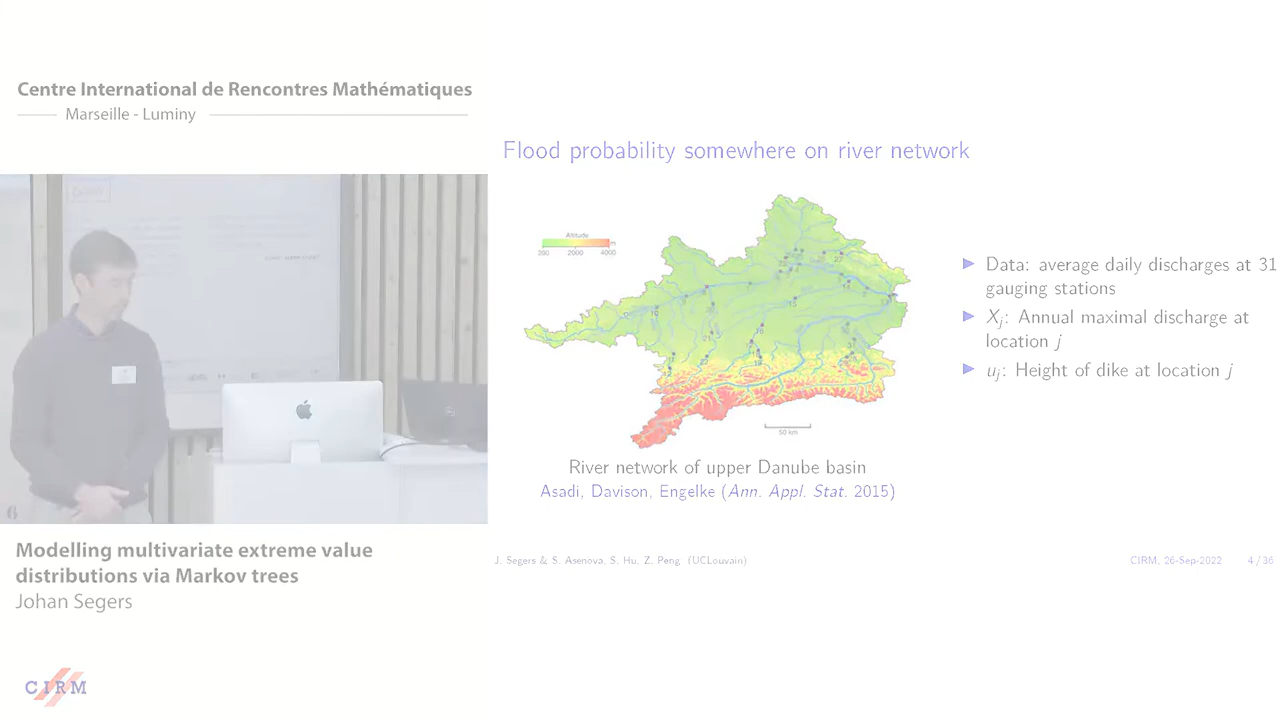 Centre International de Rencontres Mathématiques
Marseille - Luminy
Flood probability somewhere on river network
Altitude
200 2000 4000 m
50 km
River network of upper Danube basin
Asadi, Davison, Engelke (Ann. Appl. Stat. 2015)
▶ Data: average daily discharges at 31
gauging stations
▶ Xj: Annual maximal discharge at
location j
▶ uj: Height of dike at location j
Modelling multivariate extreme value
distributions via Markov trees
Johan Segers
J. Segers & S. Asenova, S. Hu, Z. Peng (UCLouvain)
CIRM, 26-Sep-2022
4 / 36
CIRM